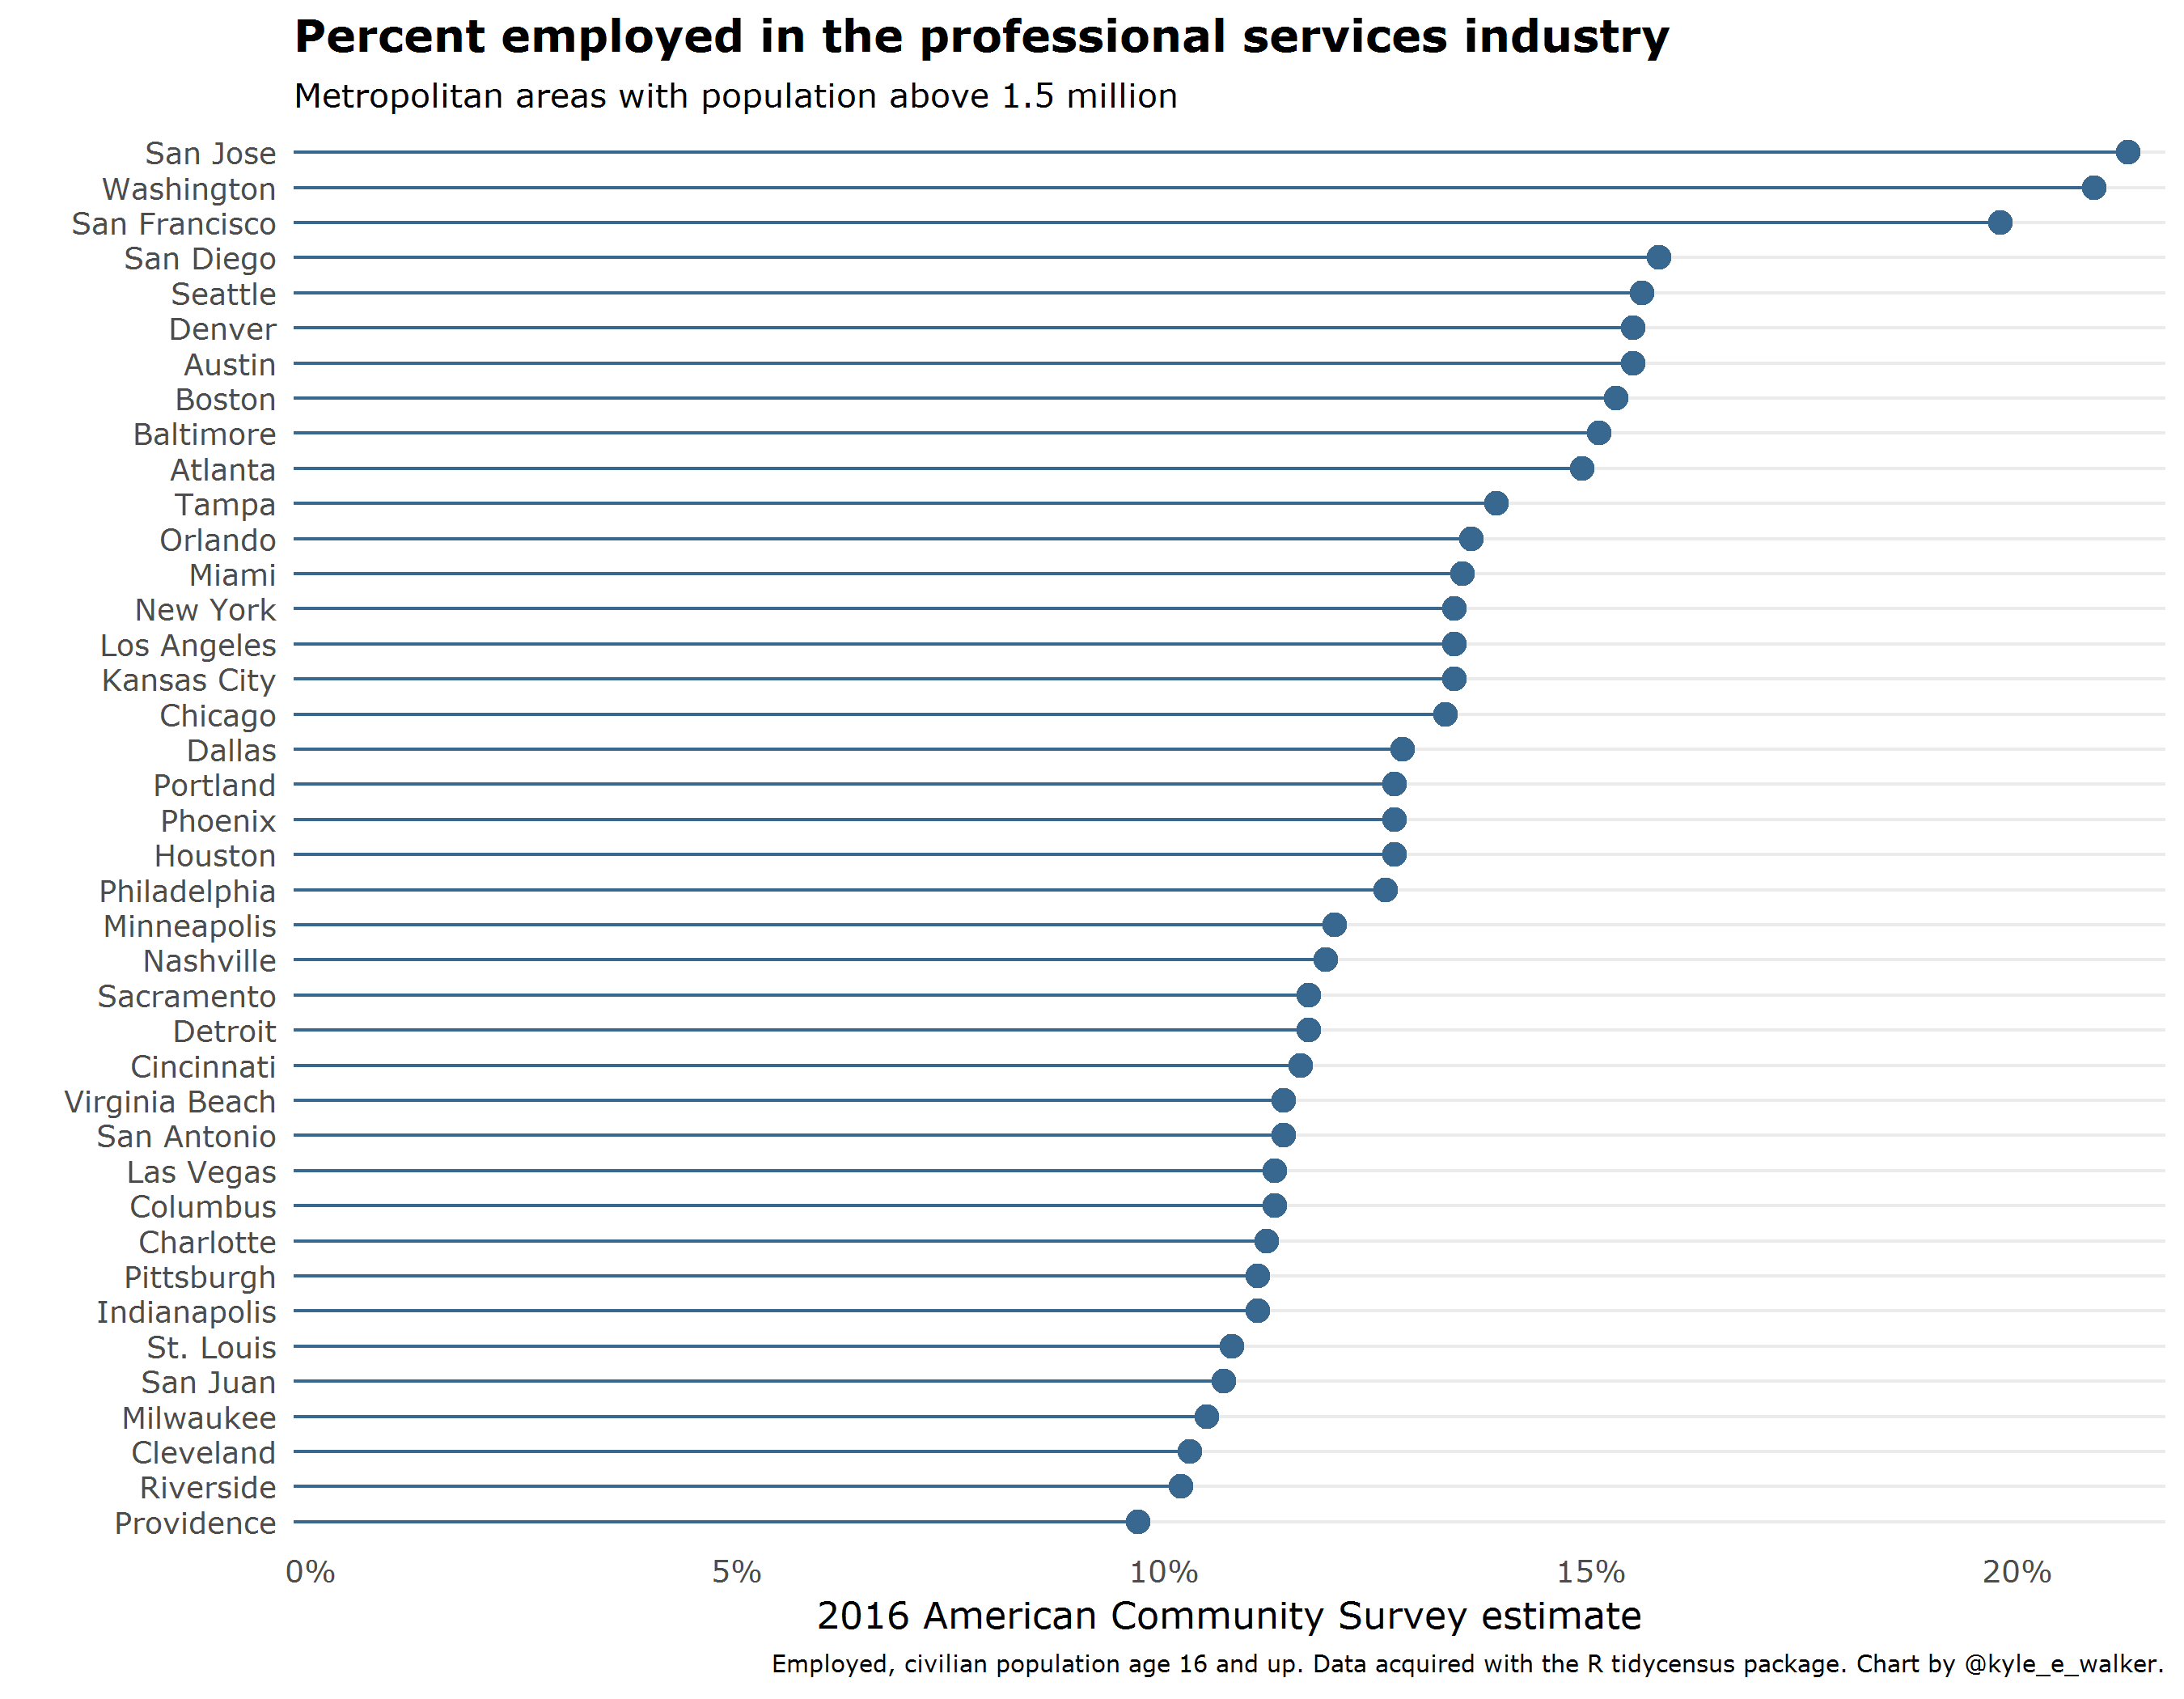 Percent employed in the professional services industry
Metropolitan areas with population above 1.5 million
San Jose
Washington
San Francisco
San Diego
Seattle
Denver
Austin
Boston
Baltimore
Atlanta
Tampa
Orlando
Miami
New York
Los Angeles
Kansas City
Chicago
Dallas
Portland
Phoenix
Houston
Philadelphia
Minneapolis
Nashville
Sacramento
Detroit
Cincinnati
Virginia Beach
San Antonio
Las Vegas
Columbus
Charlotte
Pittsburgh
Indianapolis
St. Louis
San Juan
Milwaukee
Cleveland
Riverside
Providence
0% 5% 10% 15% 20%
2016 American Community Survey estimate
Employed, civilian population age 16 and up. Data acquired with the R tidycensus package. Chart by @kyle_e_walker.